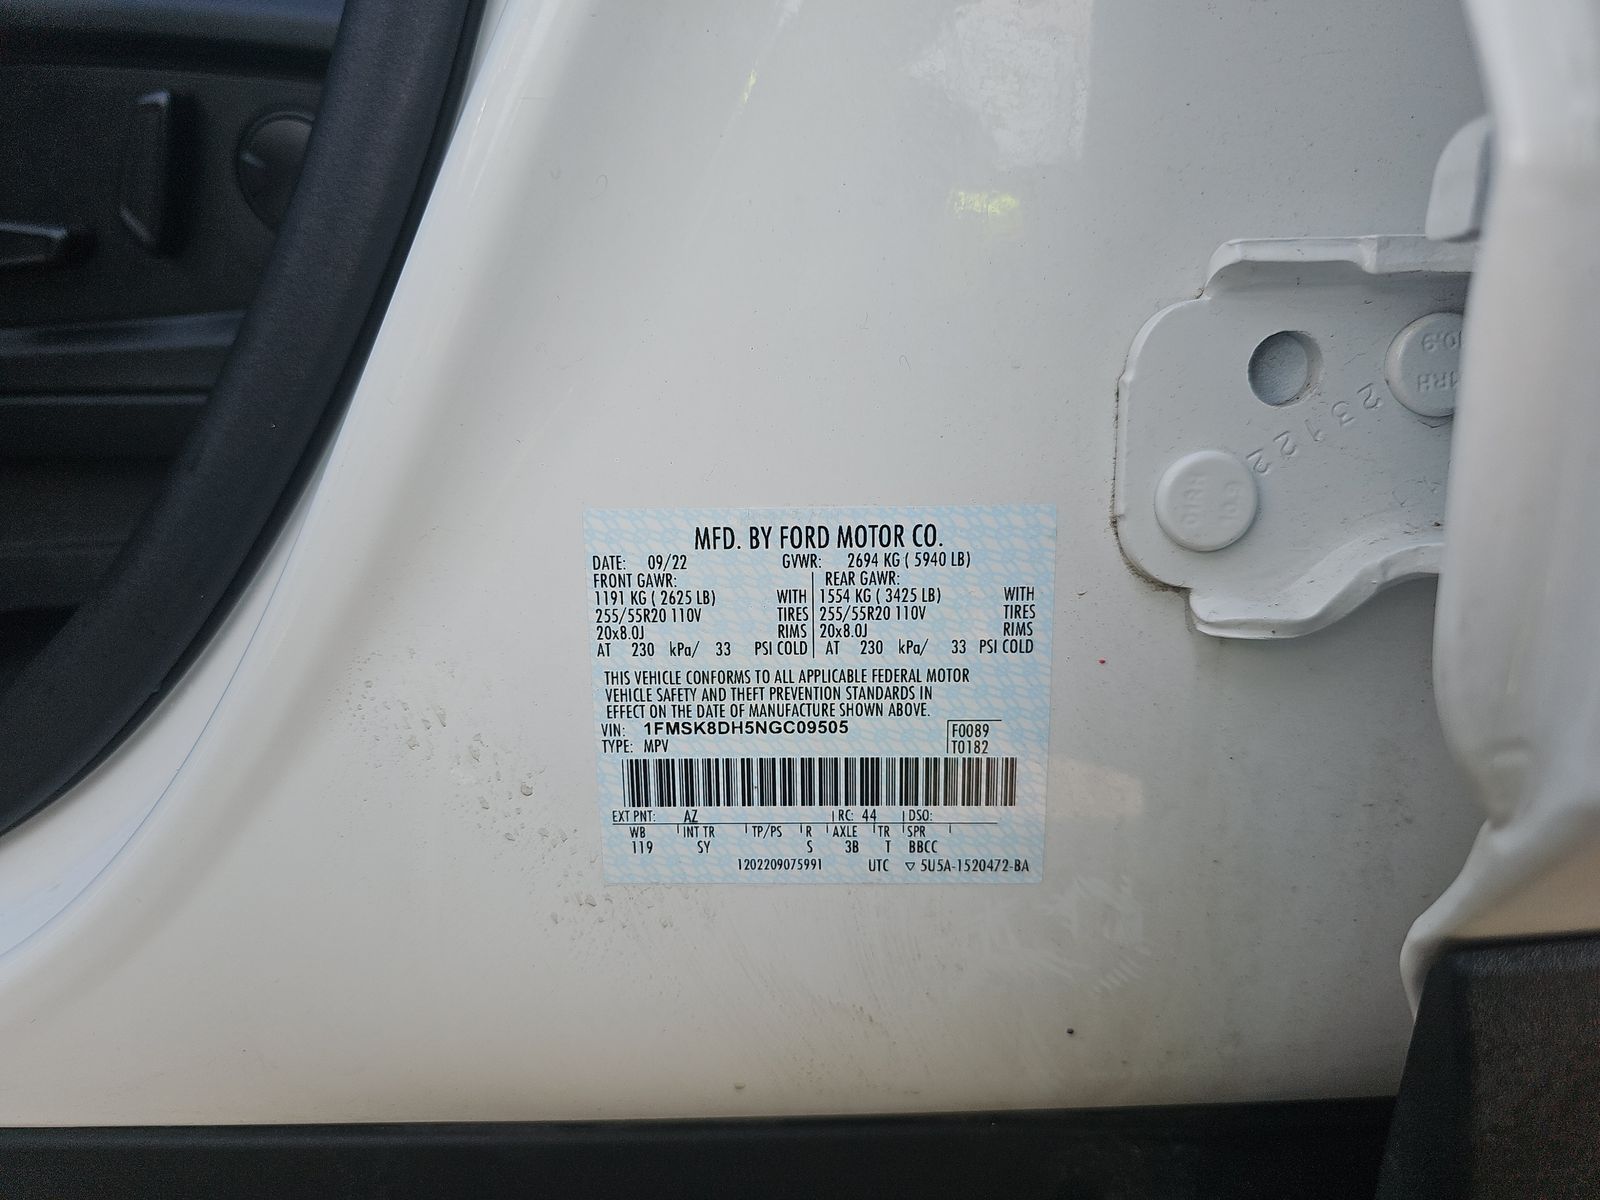 MFD. BY FORD MOTOR CO.
DATE: 09/22 GVWR: 2694 KG ( 5940 LB)
FRONT GAWR: REAR GAWR:
1191 KG ( 2625 LB) WITH 1554 KG ( 3425 LB) WITH
255/55R20 110V TIRES 255/55R20 110V TIRES
20x8.0J RIMS 20x8.0J RIMS
AT 230 kPa/ 33 PSI COLD AT 230 kPa/ 33 PSI COLD
THIS VEHICLE CONFORMS TO ALL APPLICABLE FEDERAL MOTOR
VEHICLE SAFETY AND THEFT PREVENTION STANDARDS IN
EFFECT ON THE DATE OF MANUFACTURE SHOWN ABOVE.
VIN: 1FMSK8DH5NGC09505 F0089
TYPE: MPV T0182
EXT PNT: AZ RC: 44 DSO:
WB INT TR TP/PS R AXLE TR SPR
119 SY S 3B T BBCC
1202209075991 UTC ▽ 5U5A-1520472-BA
23122
10.9